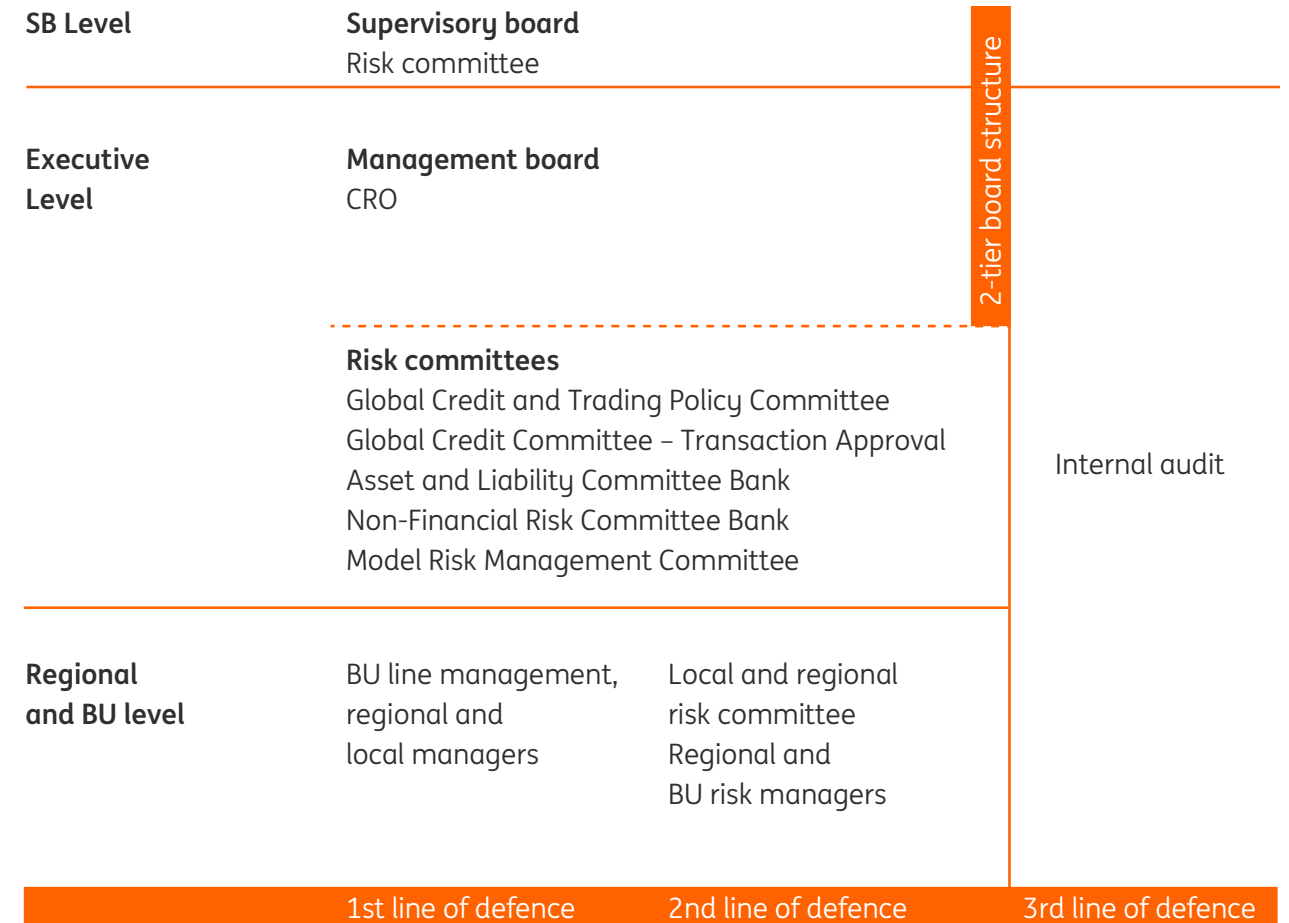 SB Level
Supervisory board
Risk committee
2-tier board structure
Executive
Level
Management board
CRO
Risk committees
Global Credit and Trading Policy Committee
Global Credit Committee – Transaction Approval
Asset and Liability Committee Bank
Non-Financial Risk Committee Bank
Model Risk Management Committee
Internal audit
Regional
and BU level
BU line management,
regional and
local managers
Local and regional
risk committee
Regional and
BU risk managers
1st line of defence
2nd line of defence
3rd line of defence